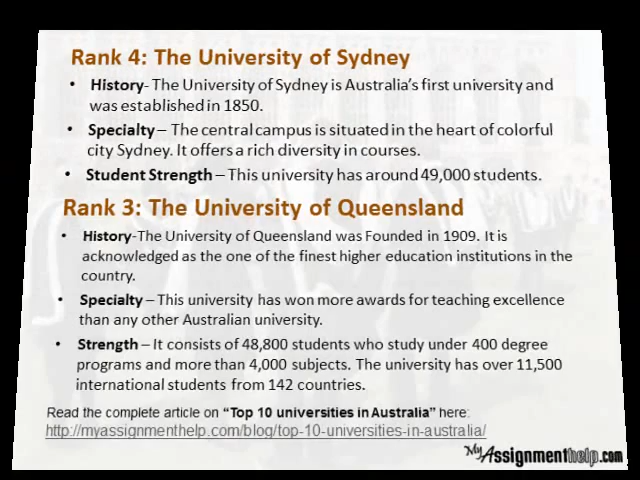 Rank 4: The University of Sydney
• History- The University of Sydney is Australia's first university and
was established in 1850.
• Specialty – The central campus is situated in the heart of colorful
city Sydney. It offers a rich diversity in courses.
• Student Strength – This university has around 49,000 students.
Rank 3: The University of Queensland
• History-The University of Queensland was Founded in 1909. It is
acknowledged as the one of the finest higher education institutions in the
country.
• Specialty – This university has won more awards for teaching excellence
than any other Australian university.
• Strength – It consists of 48,800 students who study under 400 degree
programs and more than 4,000 subjects. The university has over 11,500
international students from 142 countries.
Read the complete article on "Top 10 universities in Australia" here:
http://myassignmenthelp.com/blog/top-10-universities-in-australia/
MyAssignmenthelp.com